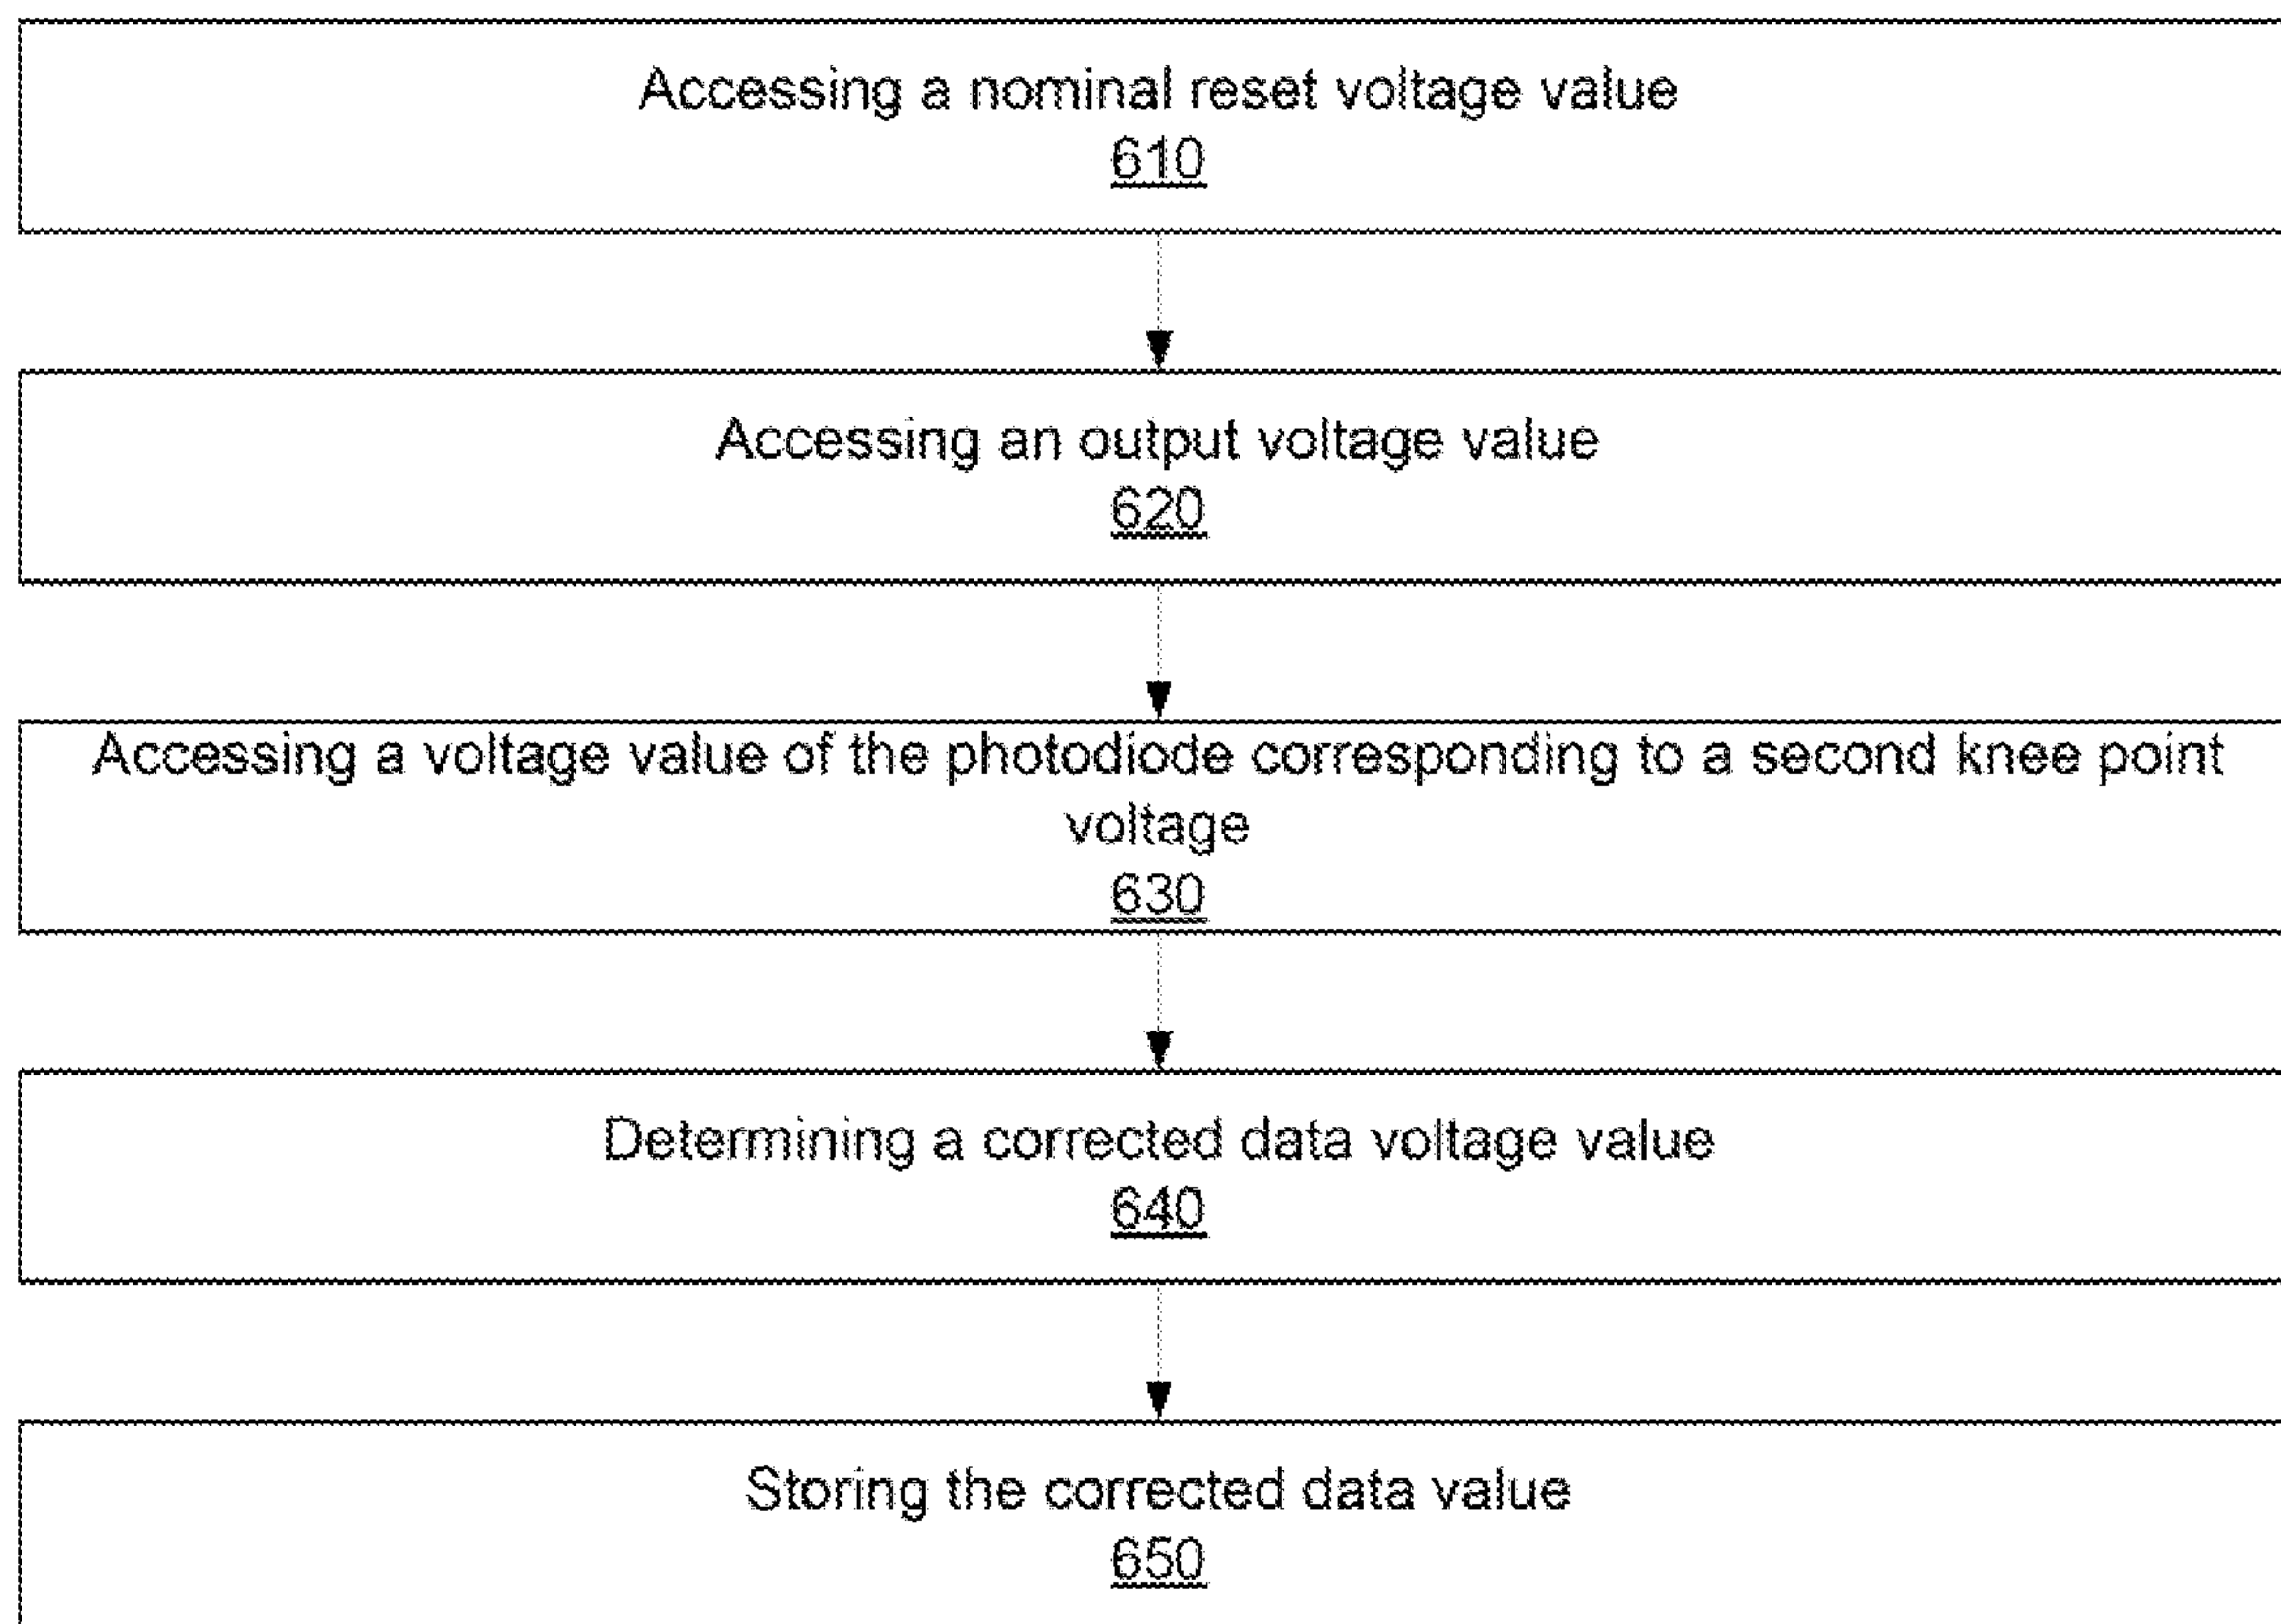 Accessing a nominal reset voltage value
610
Accessing an output voltage value
620
Accessing a voltage value of the photodiode corresponding to a second knee point
voltage
630
Determining a corrected data voltage value
640
Storing the corrected data value
650